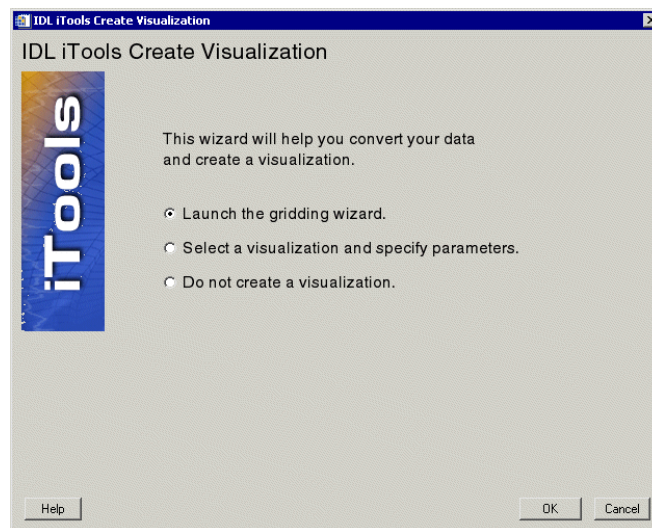 IDL iTools Create Visualization
IDL iTools Create Visualization
iTools
This wizard will help you convert your data
and create a visualization.
Launch the gridding wizard.
Select a visualization and specify parameters.
Do not create a visualization.
Help
OK
Cancel